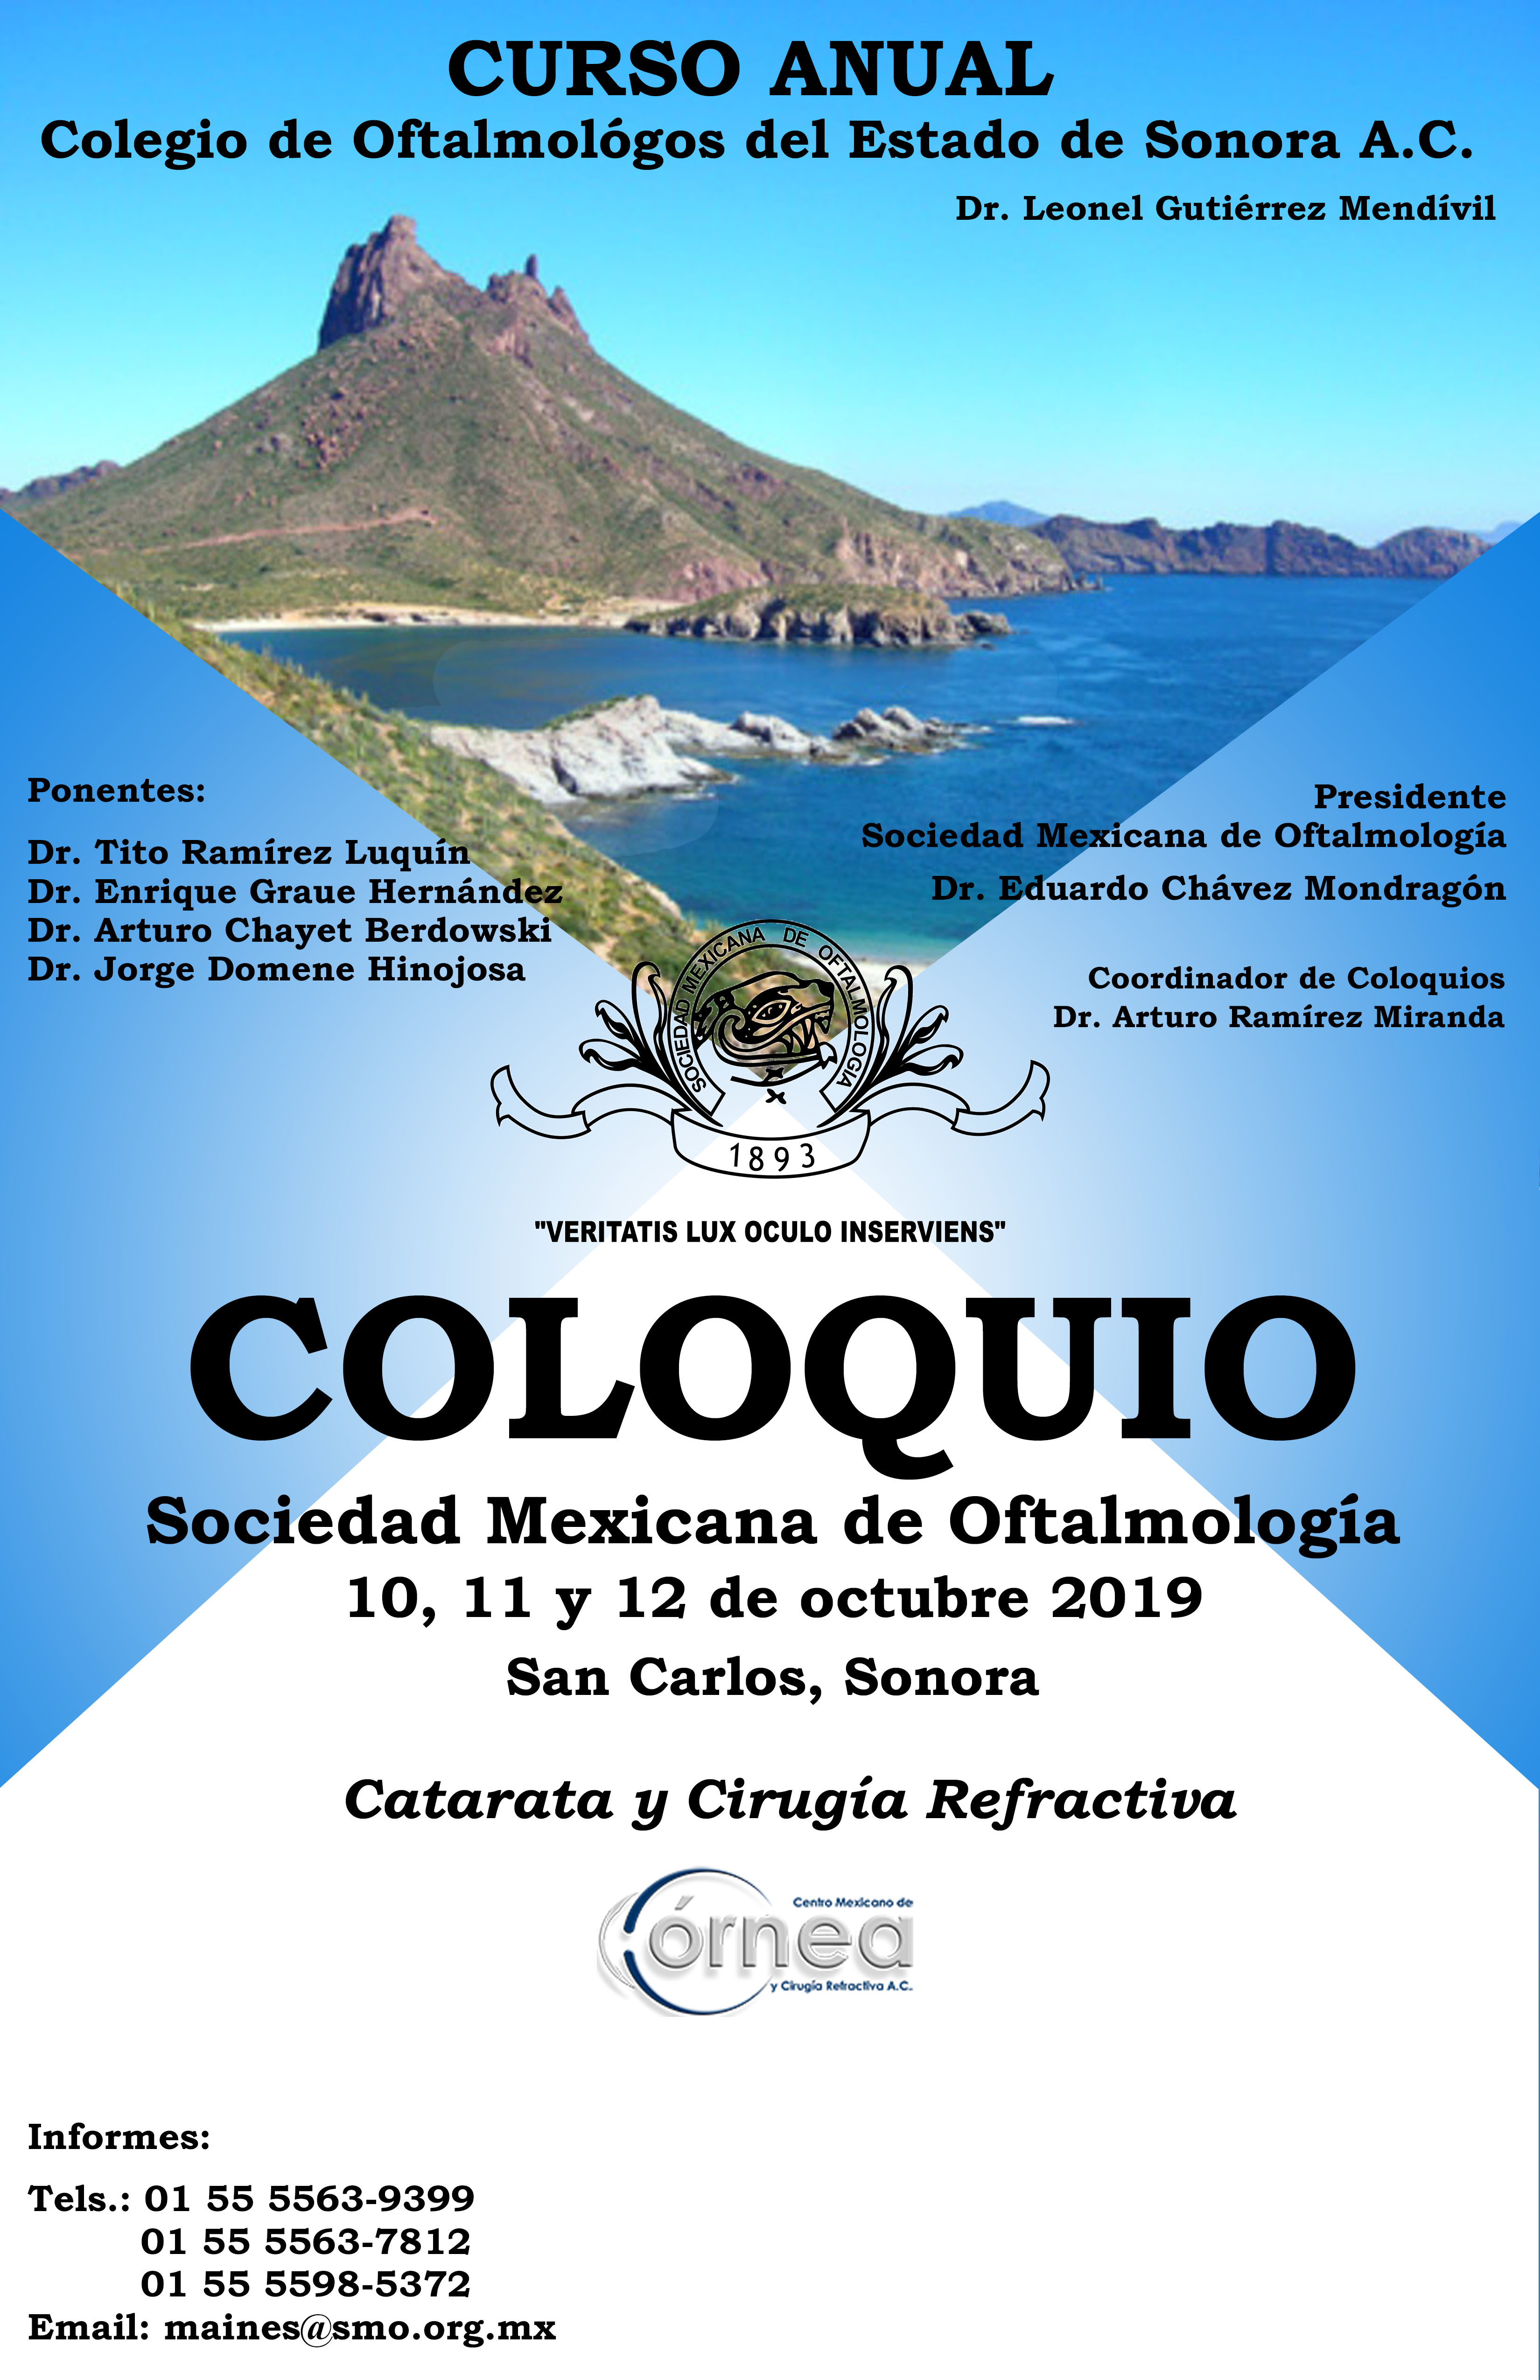 CURSO ANUAL
Colegio de Oftalmológos del Estado de Sonora A.C.
Dr. Leonel Gutiérrez Mendívil
Ponentes:
Dr. Tito Ramírez Luquín
Dr. Enrique Graue Hernández
Dr. Arturo Chayet Berdowski
Dr. Jorge Domene Hinojosa
Presidente
Sociedad Mexicana de Oftalmología
Dr. Eduardo Chávez Mondragón
Coordinador de Coloquios
Dr. Arturo Ramírez Miranda
SOCIEDAD MEXICANA DE OFTALMOLOGIA
1893
"VERITATIS LUX OCULO INSERVIENS"
COLOQUIO
Sociedad Mexicana de Oftalmología
10, 11 y 12 de octubre 2019
San Carlos, Sonora
Catarata y Cirugía Refractiva
Centro Mexicano de
Córnea
y Cirugía Refractiva A.C.
Informes:
Tels.: 01 55 5563-9399
01 55 5563-7812
01 55 5598-5372
Email: maines@smo.org.mx